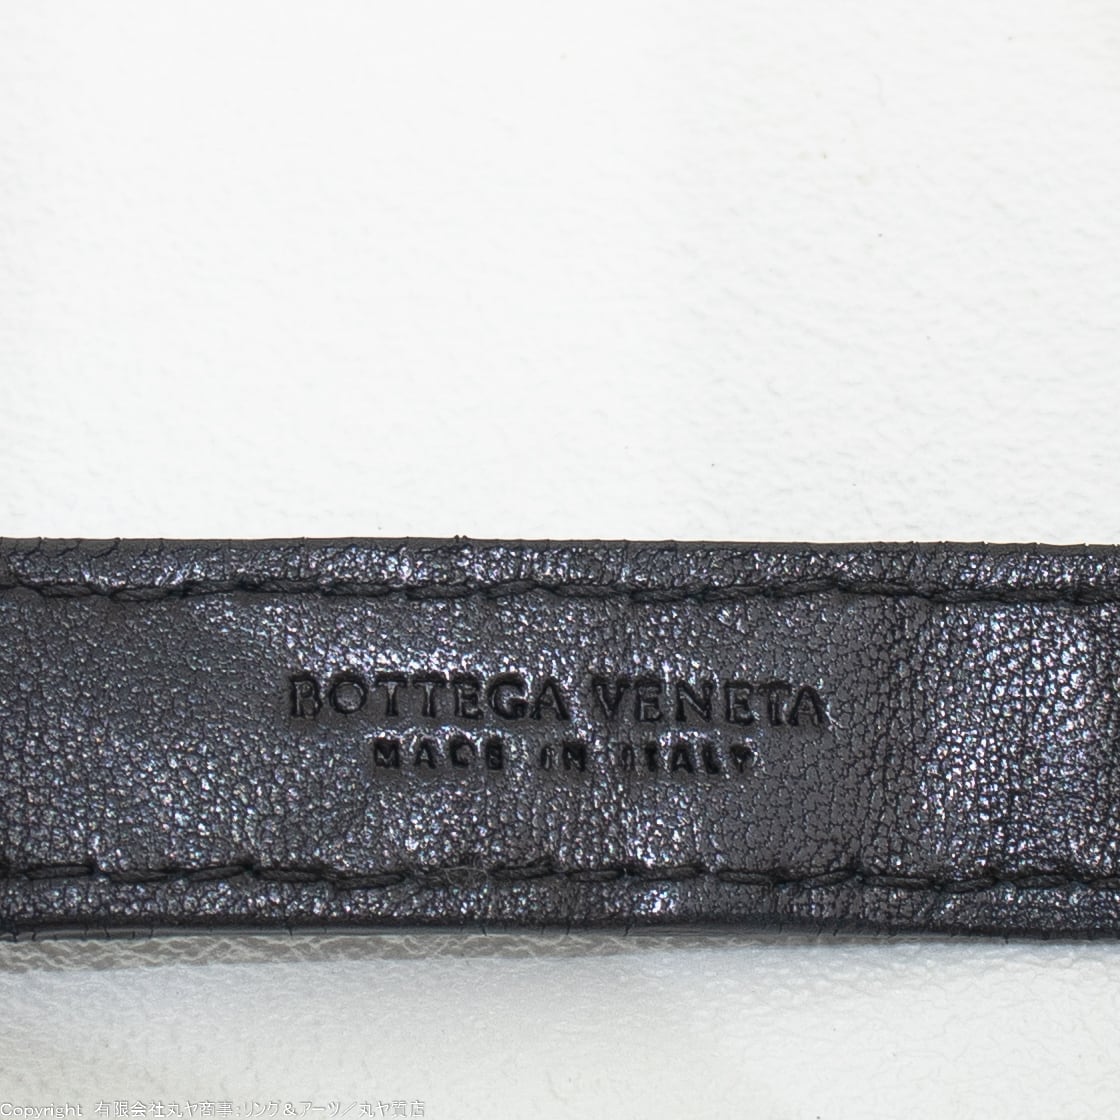 BOTTEGA VENETA
MADE IN ITALY
Copyright 有限会社丸ヤ商事:リング＆アーツ／丸ヤ質店